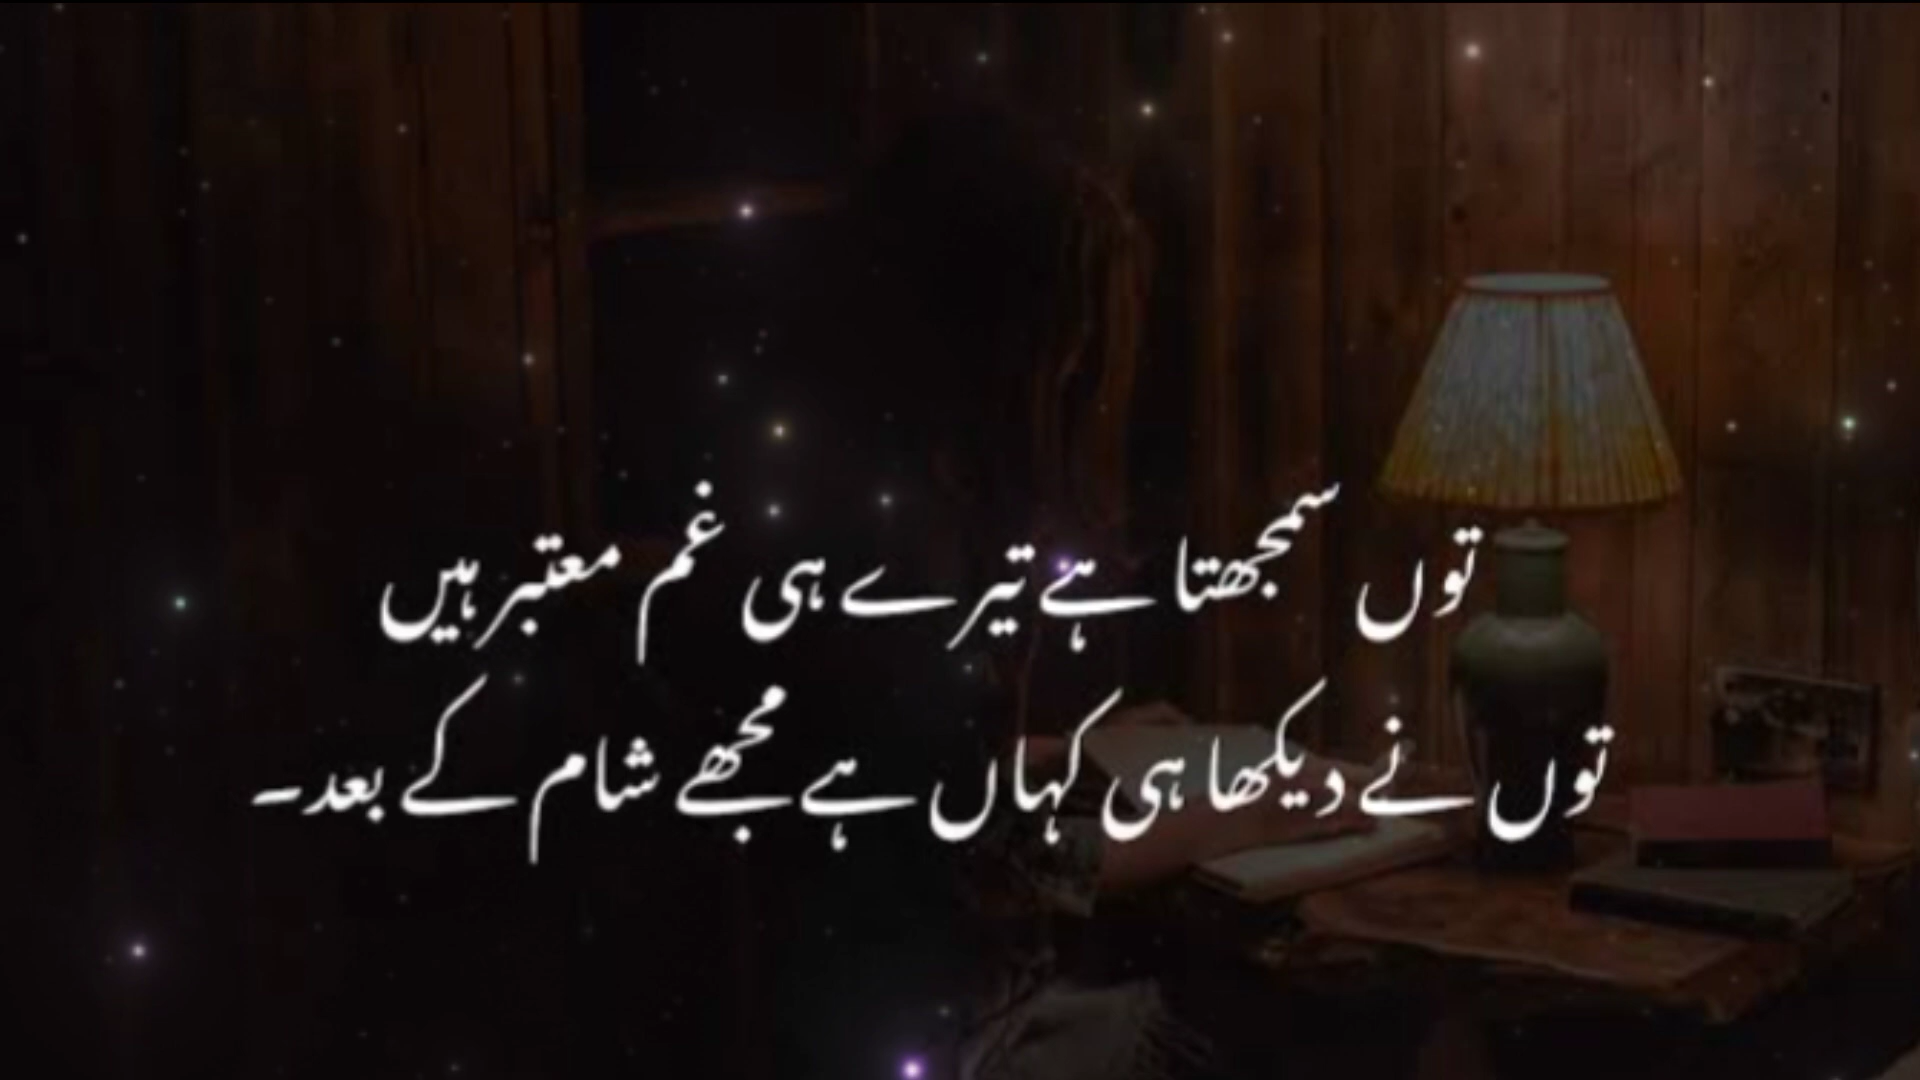 توں سمجھتا ہے تیرے ہی غم معتبر ہیں
توں نے دیکھا ہی کہاں ہے مجھے شام کے بعد۔